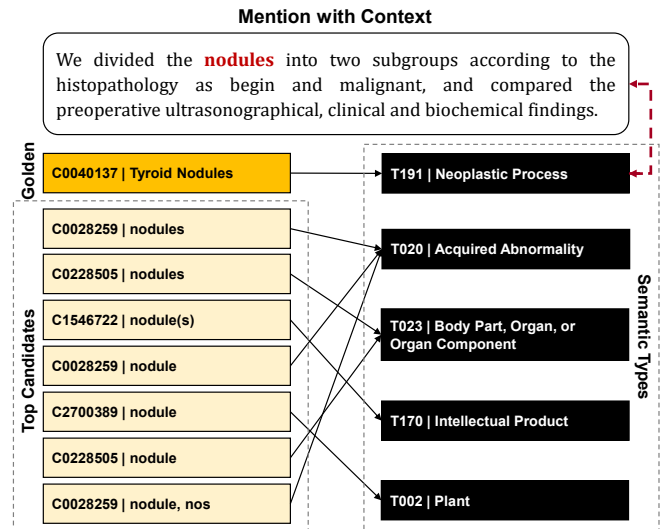 Mention with Context
We divided the nodules into two subgroups according to the
histopathology as begin and malignant, and compared the
preoperative ultrasonographical, clinical and biochemical findings.
Golden
C0040137 | Tyroid Nodules
T191 | Neoplastic Process
Top Candidates
C0028259 | nodules
C0228505 | nodules
C1546722 | nodule(s)
C0028259 | nodule
C2700389 | nodule
C0228505 | nodule
C0028259 | nodule, nos
T020 | Acquired Abnormality
T023 | Body Part, Organ, or
Organ Component
T170 | Intellectual Product
T002 | Plant
Semantic Types